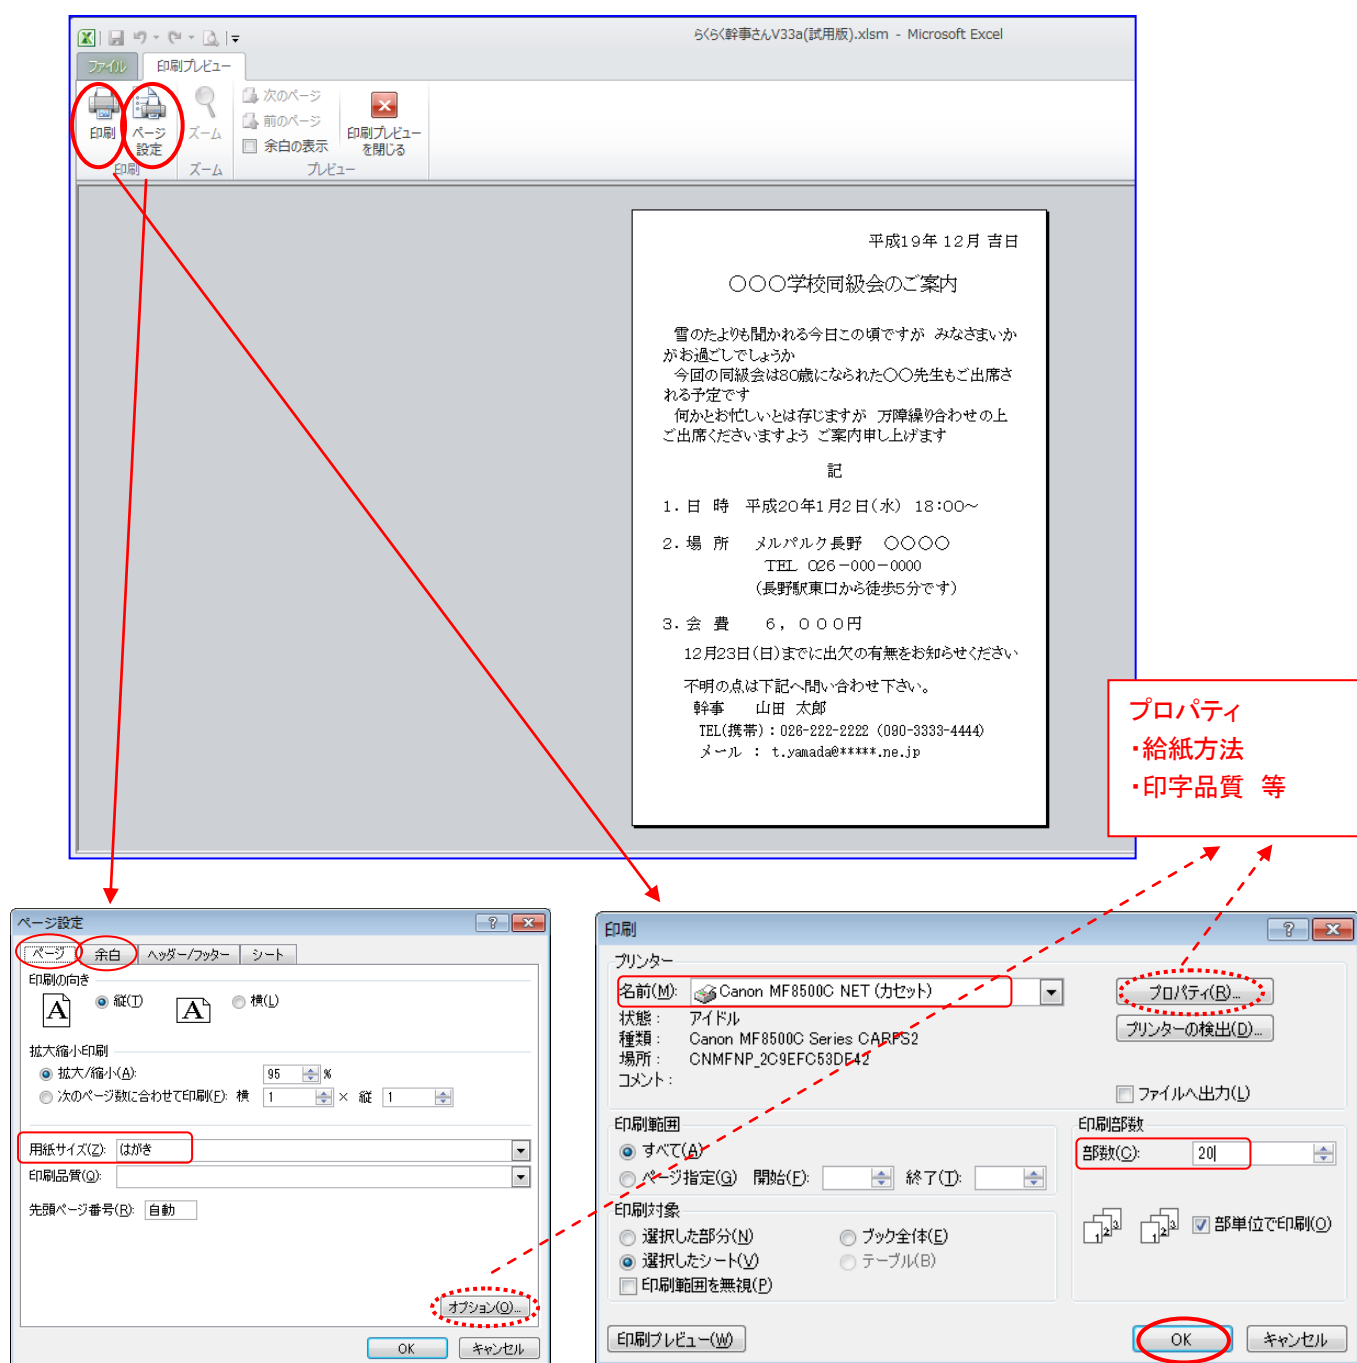 らくらく幹事さんV33a(試用版).xlsm - Microsoft Excel
ファイル 印刷プレビュー
印刷 ページ設定 ズーム 次のページ 前のページ 余白の表示 印刷プレビューを閉じる
印刷 ズーム プレビュー
平成19年 12月 吉日
〇〇〇学校同級会のご案内
雪のたよりも聞かれる今日この頃ですが みなさまいか
がお過ごしでしょうか
今回の同級会は80歳になられた〇〇先生もご出席さ
れる予定です
何かとお忙しいとは存じますが 万障繰り合わせの上
ご出席くださいますよう ご案内申し上げます
記
1. 日 時 平成20年1月2日(水) 18:00～
2. 場 所 メルパルク長野 〇〇〇〇
TEL 026-000-0000
(長野駅東口から徒歩5分です)
3. 会 費 6,000円
12月23日(日)までに出欠の有無をお知らせください
不明の点は下記へ問い合わせ下さい。
幹事 山田 太郎
TEL(携帯) : 026-222-2222 (090-3333-4444)
メール : t.yamada@*****.ne.jp
プロパティ
・給紙方法
・印字品質 等
ページ設定
ページ 余白 ヘッダー/フッター シート
印刷の向き
A 縦(T) A 横(L)
拡大縮小印刷
拡大/縮小(A): 95 %
次のページ数に合わせて印刷(F): 横 1 × 縦 1
用紙サイズ(Z): はがき
印刷品質(Q):
先頭ページ番号(R): 自動
オプション(O)...
OK キャンセル
印刷
プリンター
名前(M): Canon MF8500C NET (カセット) プロパティ(R)...
状態 : アイドル
種類 : Canon MF8500C Series CARPS2 プリンターの検出(D)...
場所 : CNMFNP_2C9EFC53DF42
コメント : ファイルへ出力(L)
印刷範囲 印刷部数
すべて(A) 部数(C): 20
ページ指定(G) 開始(F): 終了(T):
印刷対象
選択した部分(N) ブック全体(E) 1 2 3 1 2 3 部単位で印刷(O)
選択したシート(V) テーブル(B)
印刷範囲を無視(P)
印刷プレビュー(W) OK キャンセル